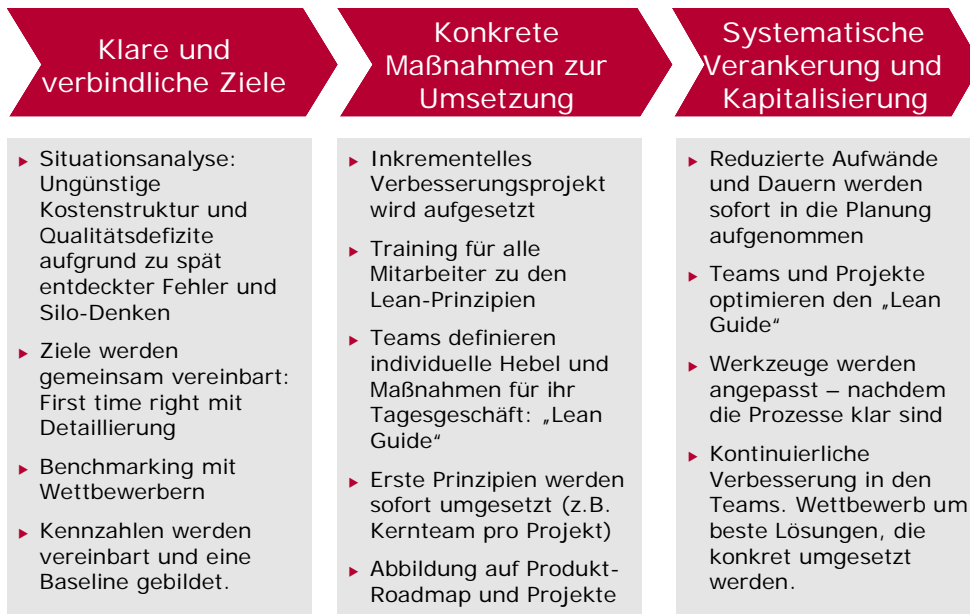 Klare und
verbindliche Ziele
▸ Situationsanalyse:
Ungünstige
Kostenstruktur und
Qualitätsdefizite
aufgrund zu spät
entdeckter Fehler und
Silo-Denken
▸ Ziele werden
gemeinsam vereinbart:
First time right mit
Detaillierung
▸ Benchmarking mit
Wettbewerbern
▸ Kennzahlen werden
vereinbart und eine
Baseline gebildet.
Konkrete
Maßnahmen zur
Umsetzung
▸ Inkrementelles
Verbesserungsprojekt
wird aufgesetzt
▸ Training für alle
Mitarbeiter zu den
Lean-Prinzipien
▸ Teams definieren
individuelle Hebel und
Maßnahmen für ihr
Tagesgeschäft: „Lean
Guide“
▸ Erste Prinzipien werden
sofort umgesetzt (z.B.
Kernteam pro Projekt)
▸ Abbildung auf Produkt-
Roadmap und Projekte
Systematische
Verankerung und
Kapitalisierung
▸ Reduzierte Aufwände
und Dauern werden
sofort in die Planung
aufgenommen
▸ Teams und Projekte
optimieren den „Lean
Guide“
▸ Werkzeuge werden
angepasst – nachdem
die Prozesse klar sind
▸ Kontinuierliche
Verbesserung in den
Teams. Wettbewerb um
beste Lösungen, die
konkret umgesetzt
werden.